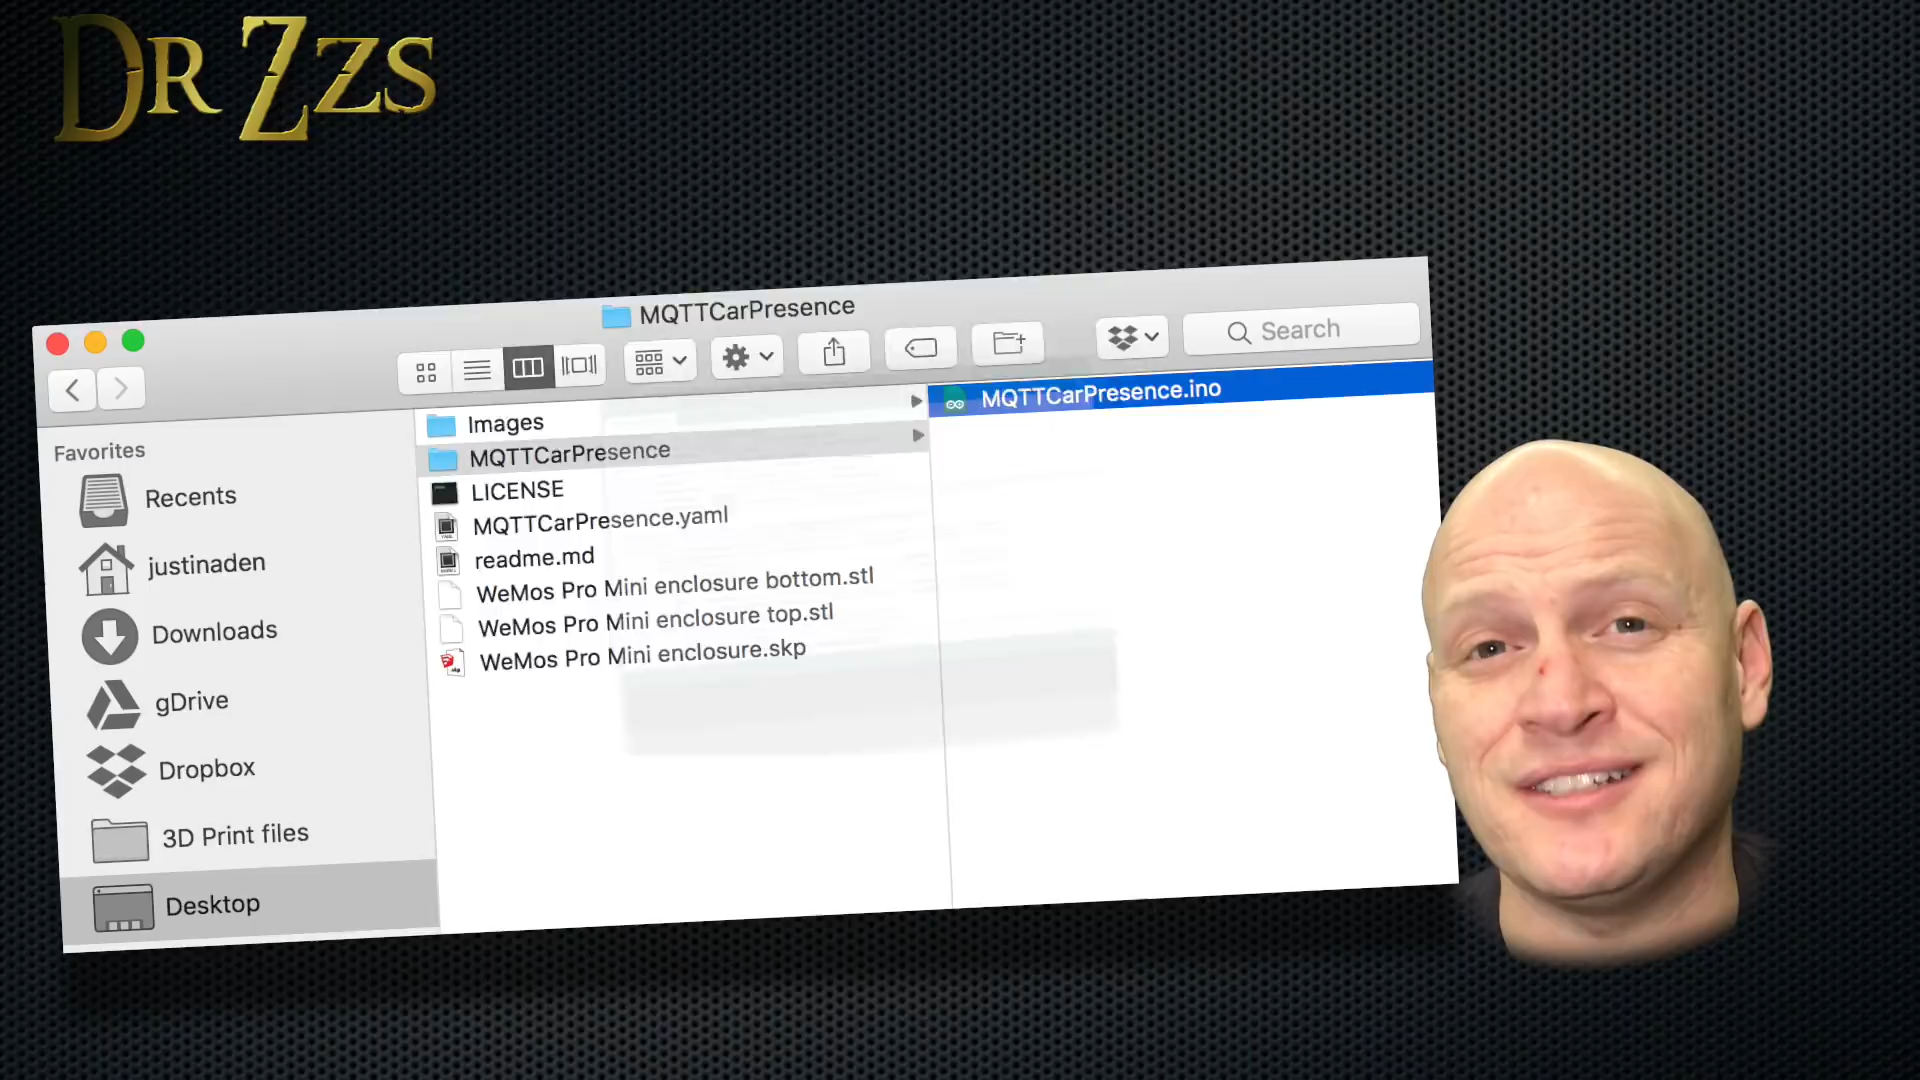 DR ZZS
MQTTCarPresence
Search
Favorites
Recents
justinaden
Downloads
gDrive
Dropbox
3D Print files
Desktop
Images
MQTTCarPresence
LICENSE
MQTTCarPresence.yaml
readme.md
WeMos Pro Mini enclosure bottom.stl
WeMos Pro Mini enclosure top.stl
WeMos Pro Mini enclosure.skp
MQTTCarPresence.ino